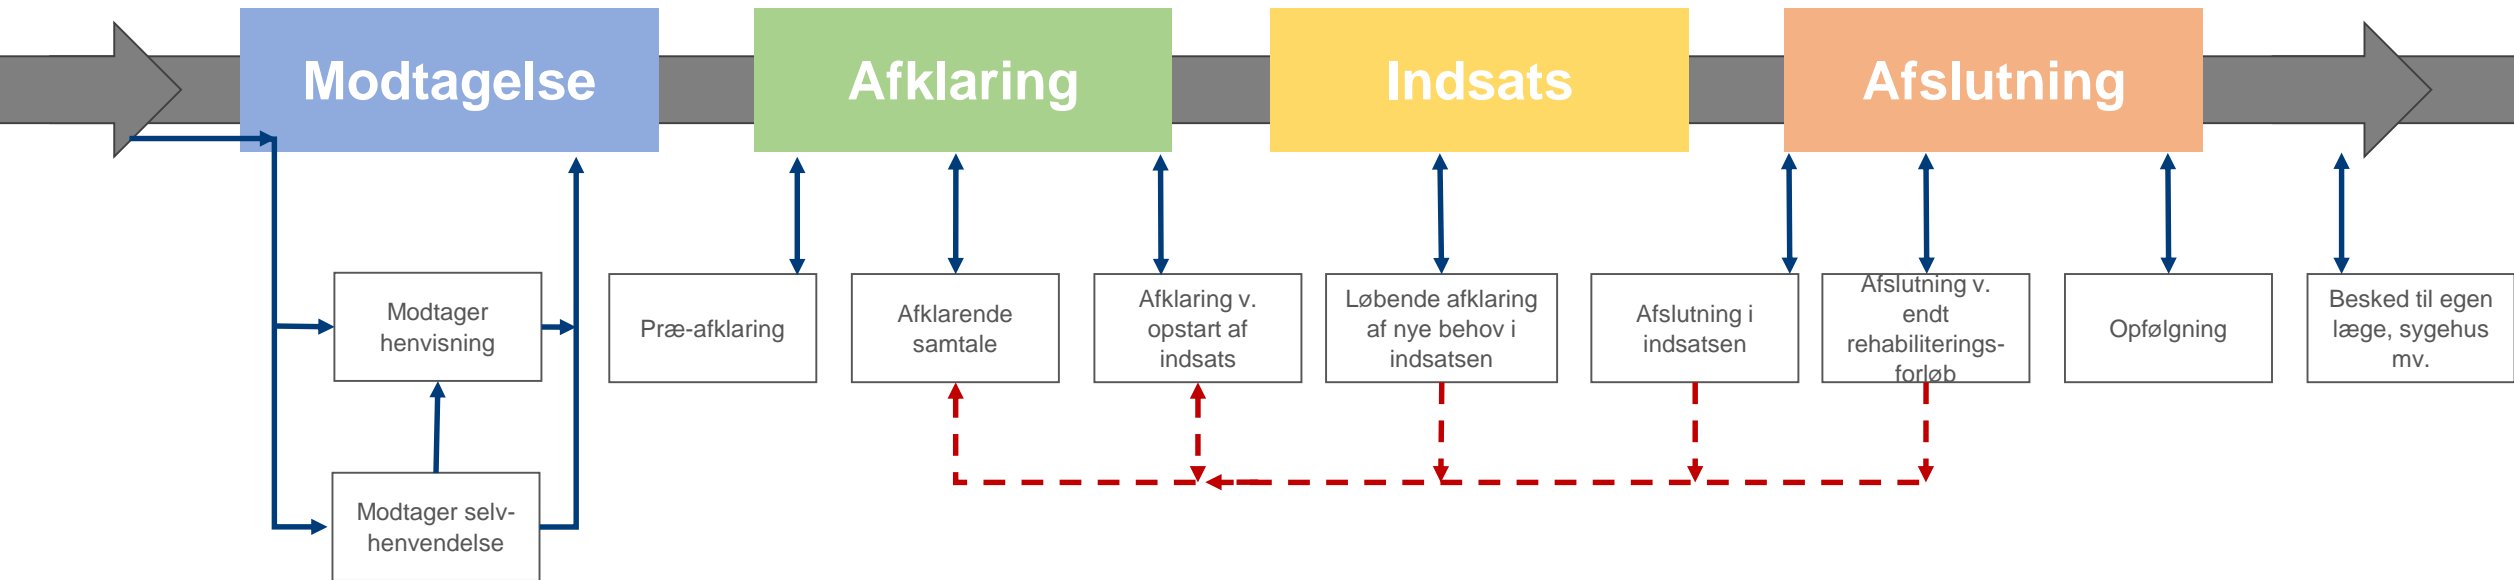 Modtagelse
Afklaring
Indsats
Afslutning
Modtager
henvisning
Præ-afklaring
Afklarende
samtale
Afklaring v.
opstart af
indsats
Løbende afklaring
af nye behov i
indsatsen
Afslutning i
indsatsen
Afslutning v.
endt
rehabiliterings-
forløb
Opfølgning
Besked til egen
læge, sygehus
mv.
Modtager selv-
henvendelse